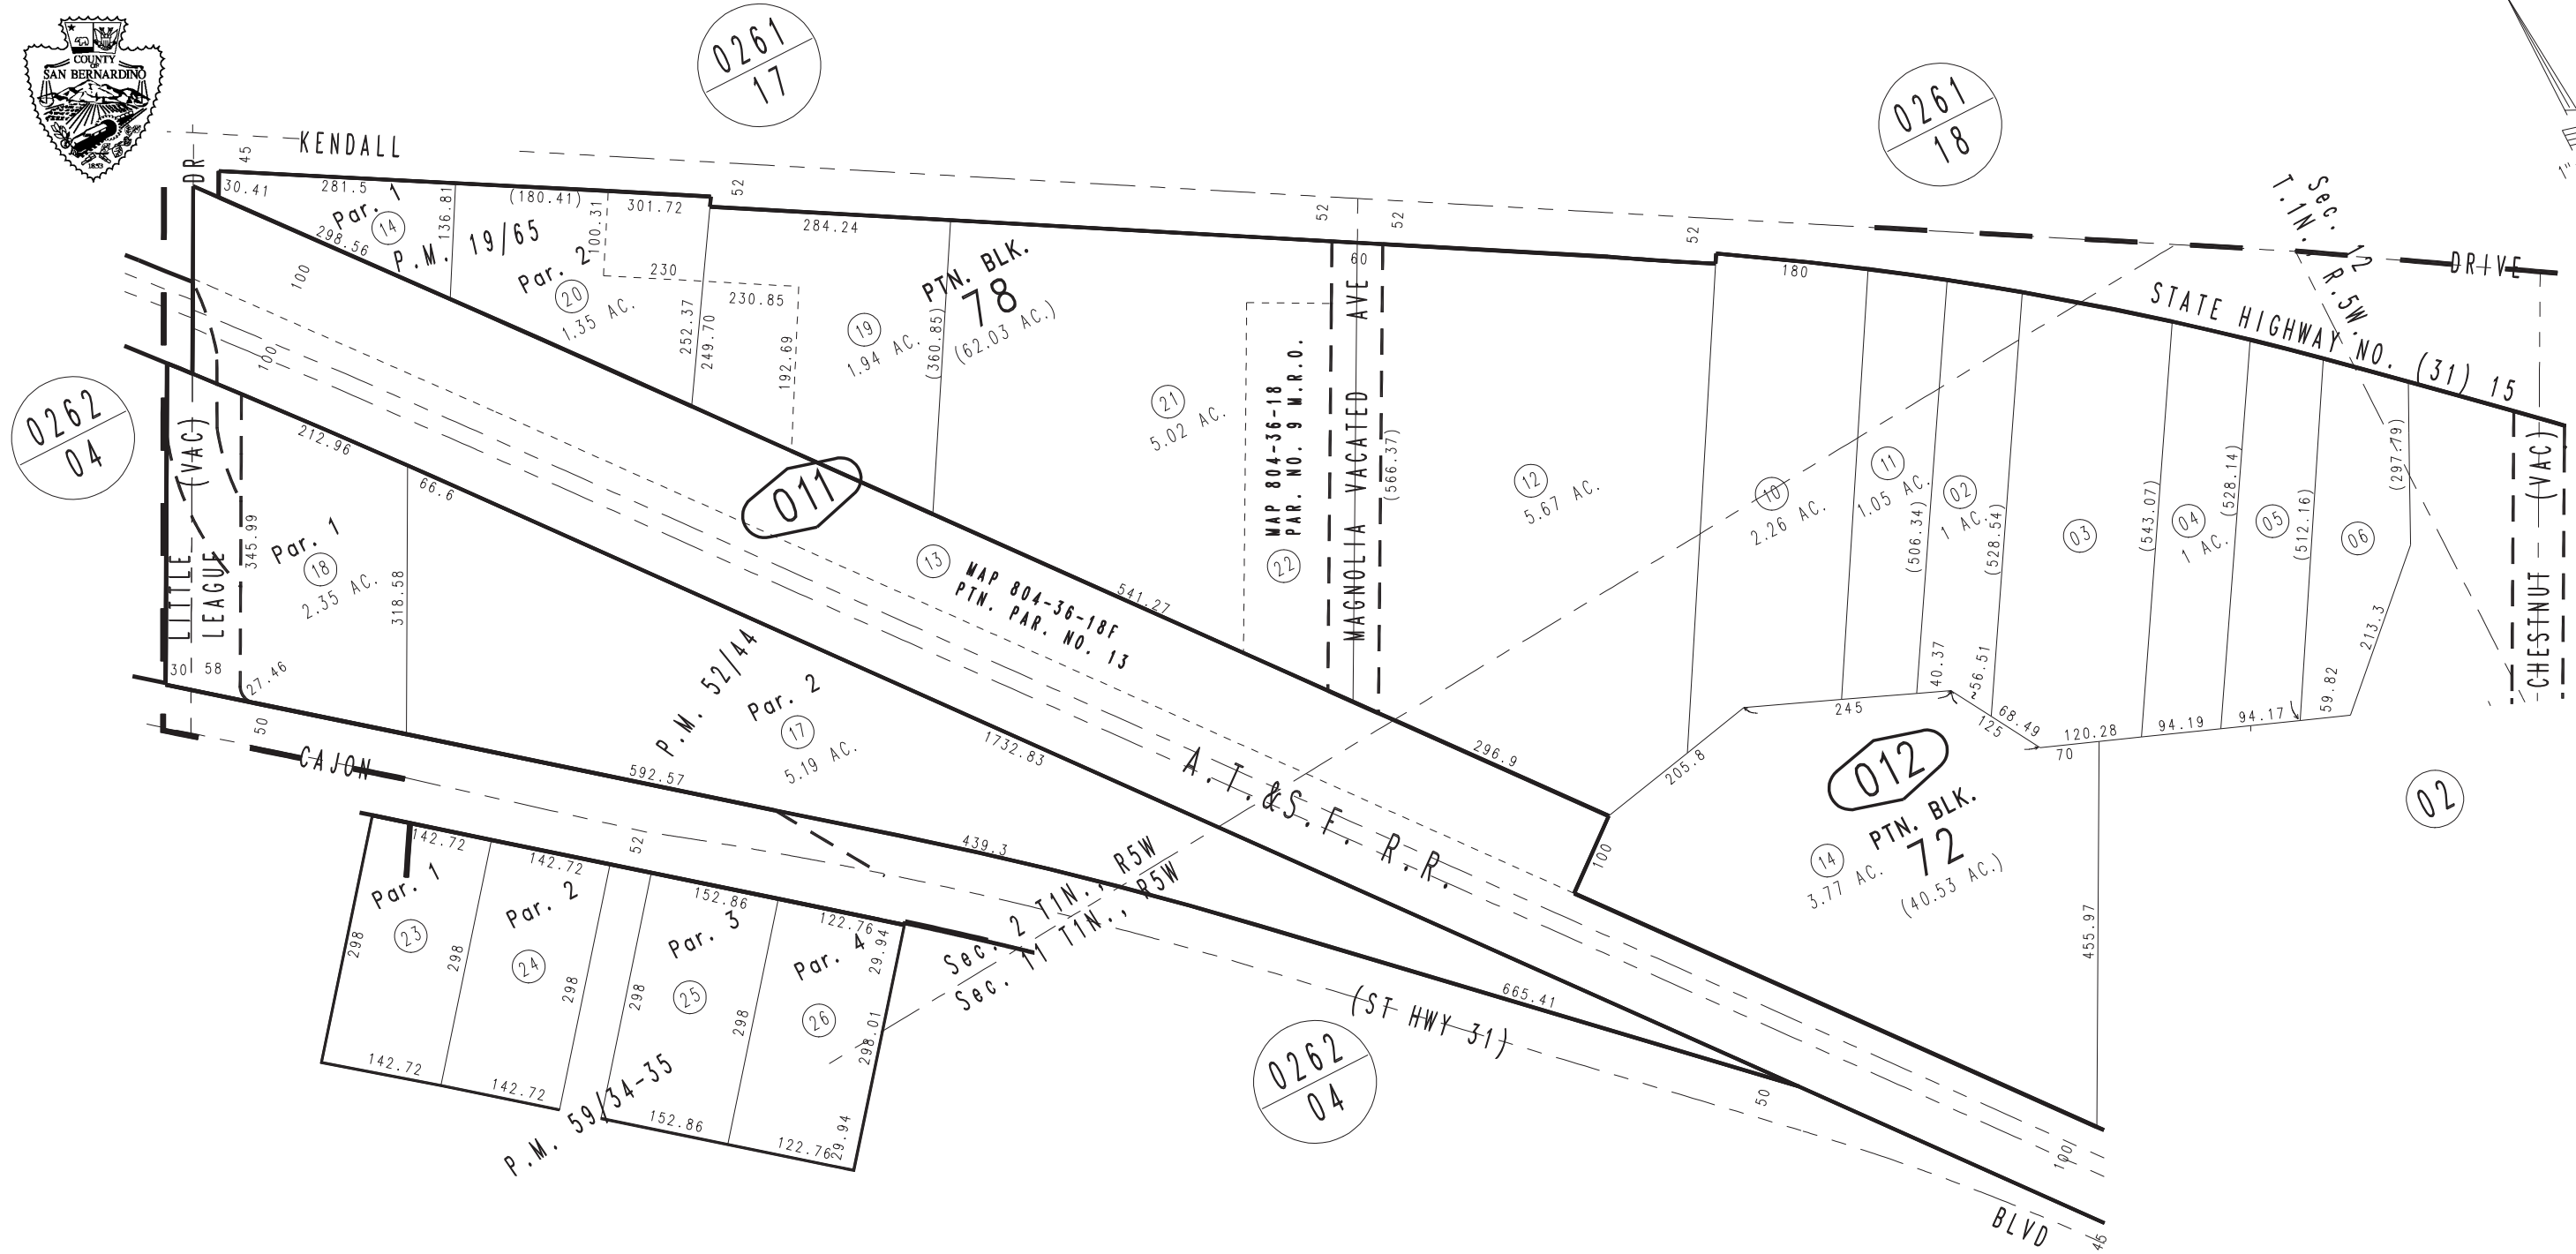 COUNTY
OF
SAN BERNARDINO
1853
0261
17
0261
18
KENDALL
DR
45
30.41
281.5
136.81
(180.41)
100.31
301.72
52
284.24
52
52
52
60
180
Sec. 12
T.1N., R.5W.
DRIVE
1"
STATE HIGHWAY NO. (31) 15
Par. 1
14
298.56
P.M. 19/65
Par. 2
20
1.35 AC.
230
230.85
252.37
249.70
192.69
100
100
19
1.94 AC.
PTN. BLK.
78
(62.03 AC.)
(360.85)
21
5.02 AC.
MAP 804-36-18
PAR. NO. 9 W.R.O.
22
MAGNOLIA VACATED AVE
(566.37)
12
5.67 AC.
10
2.26 AC.
11
1.05 AC.
(506.34)
02
1 AC.
(528.54)
03
(543.07)
04
1 AC.
(528.14)
05
(512.16)
06
(297.79)
213.3
59.82
CHESTNUT (VAC)
0262
04
LITTLE
LEAGUE
(VAC)
212.96
66.6
345.99
Par. 1
18
2.35 AC.
318.58
30
58
27.46
50
011
13
MAP 804-36-18F
PTN. PAR. NO. 13
541.27
P.M. 52/44
Par. 2
17
5.19 AC.
1732.83
296.9
205.8
245
40.37
56.51
68.49
125
120.28
70
94.19
94.17
012
PTN. BLK.
72
(40.53 AC.)
14
3.77 AC.
455.97
02
A.T.&S.F. R.R.
100
CAJON
592.57
439.3
665.41
52
142.72
142.72
152.86
122.76
29.94
Par. 1
23
Par. 2
24
Par. 3
25
Par. 4
26
298
298
298
298
298
298.01
29.94
142.72
142.72
152.86
122.76
P.M. 59/34-35
Sec. 2 T1N., R5W
Sec. 11 T1N., R5W
(ST HWY 31)
0262
04
50
100
BLVD
45